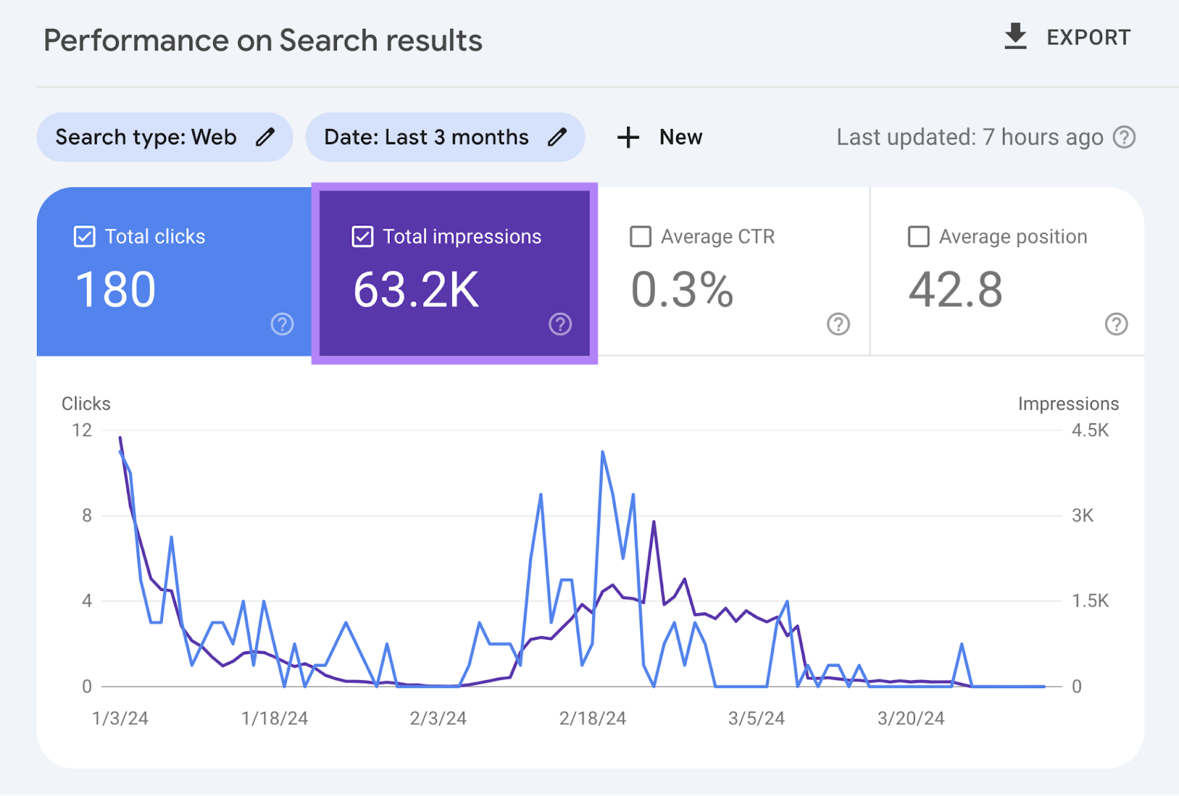 Performance on Search results
EXPORT
Search type: Web
Date: Last 3 months
+ New
Last updated: 7 hours ago ?
Total clicks
180
?
Total impressions
63.2K
?
Average CTR
0.3%
?
Average position
42.8
?
Clicks
Impressions
12
8
4
0
4.5K
3K
1.5K
0
1/3/24
1/18/24
2/3/24
2/18/24
3/5/24
3/20/24